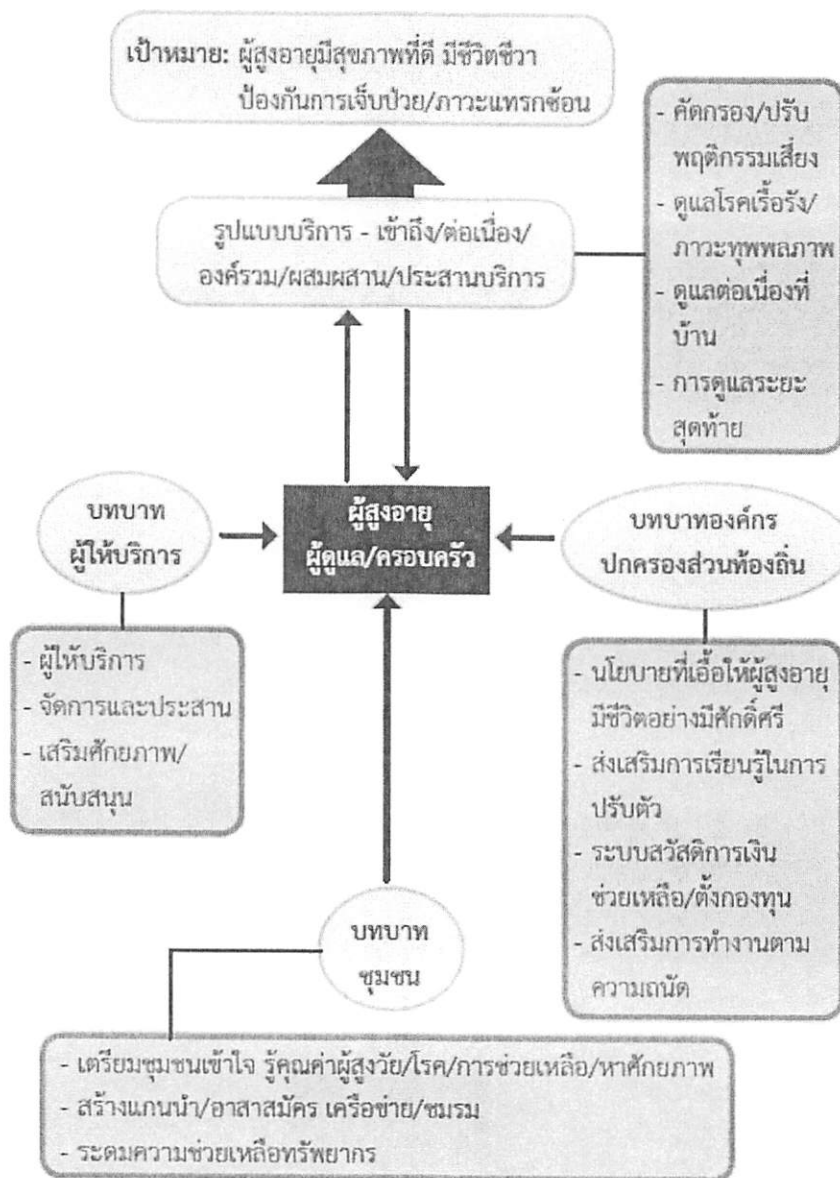 เป้าหมาย: ผู้สูงอายุมีสุขภาพที่ดี มีชีวิตชีวา
ป้องกันการเจ็บป่วย/ภาวะแทรกซ้อน
รูปแบบบริการ - เข้าถึง/ต่อเนื่อง/
องค์รวม/ผสมผสาน/ประสานบริการ
- คัดกรอง/ปรับ
พฤติกรรมเสี่ยง
- ดูแลโรคเรื้อรัง/
ภาวะทุพพลภาพ
- ดูแลต่อเนื่องที่
บ้าน
- การดูแลระยะ
สุดท้าย
บทบาท
ผู้ให้บริการ
ผู้สูงอายุ
ผู้ดูแล/ครอบครัว
บทบาทองค์กร
ปกครองส่วนท้องถิ่น
- ผู้ให้บริการ
- จัดการและประสาน
- เสริมศักยภาพ/
สนับสนุน
- นโยบายที่เอื้อให้ผู้สูงอายุ
มีชีวิตอย่างมีศักดิ์ศรี
- ส่งเสริมการเรียนรู้ในการ
ปรับตัว
- ระบบสวัสดิการเงิน
ช่วยเหลือ/ตั้งกองทุน
- ส่งเสริมการทำงานตาม
ความถนัด
บทบาท
ชุมชน
- เตรียมชุมชนเข้าใจ รู้คุณค่าผู้สูงวัย/โรค/การช่วยเหลือ/หาศักยภาพ
- สร้างแกนนำ/อาสาสมัคร เครือข่าย/ชมรม
- ระดมความช่วยเหลือทรัพยากร